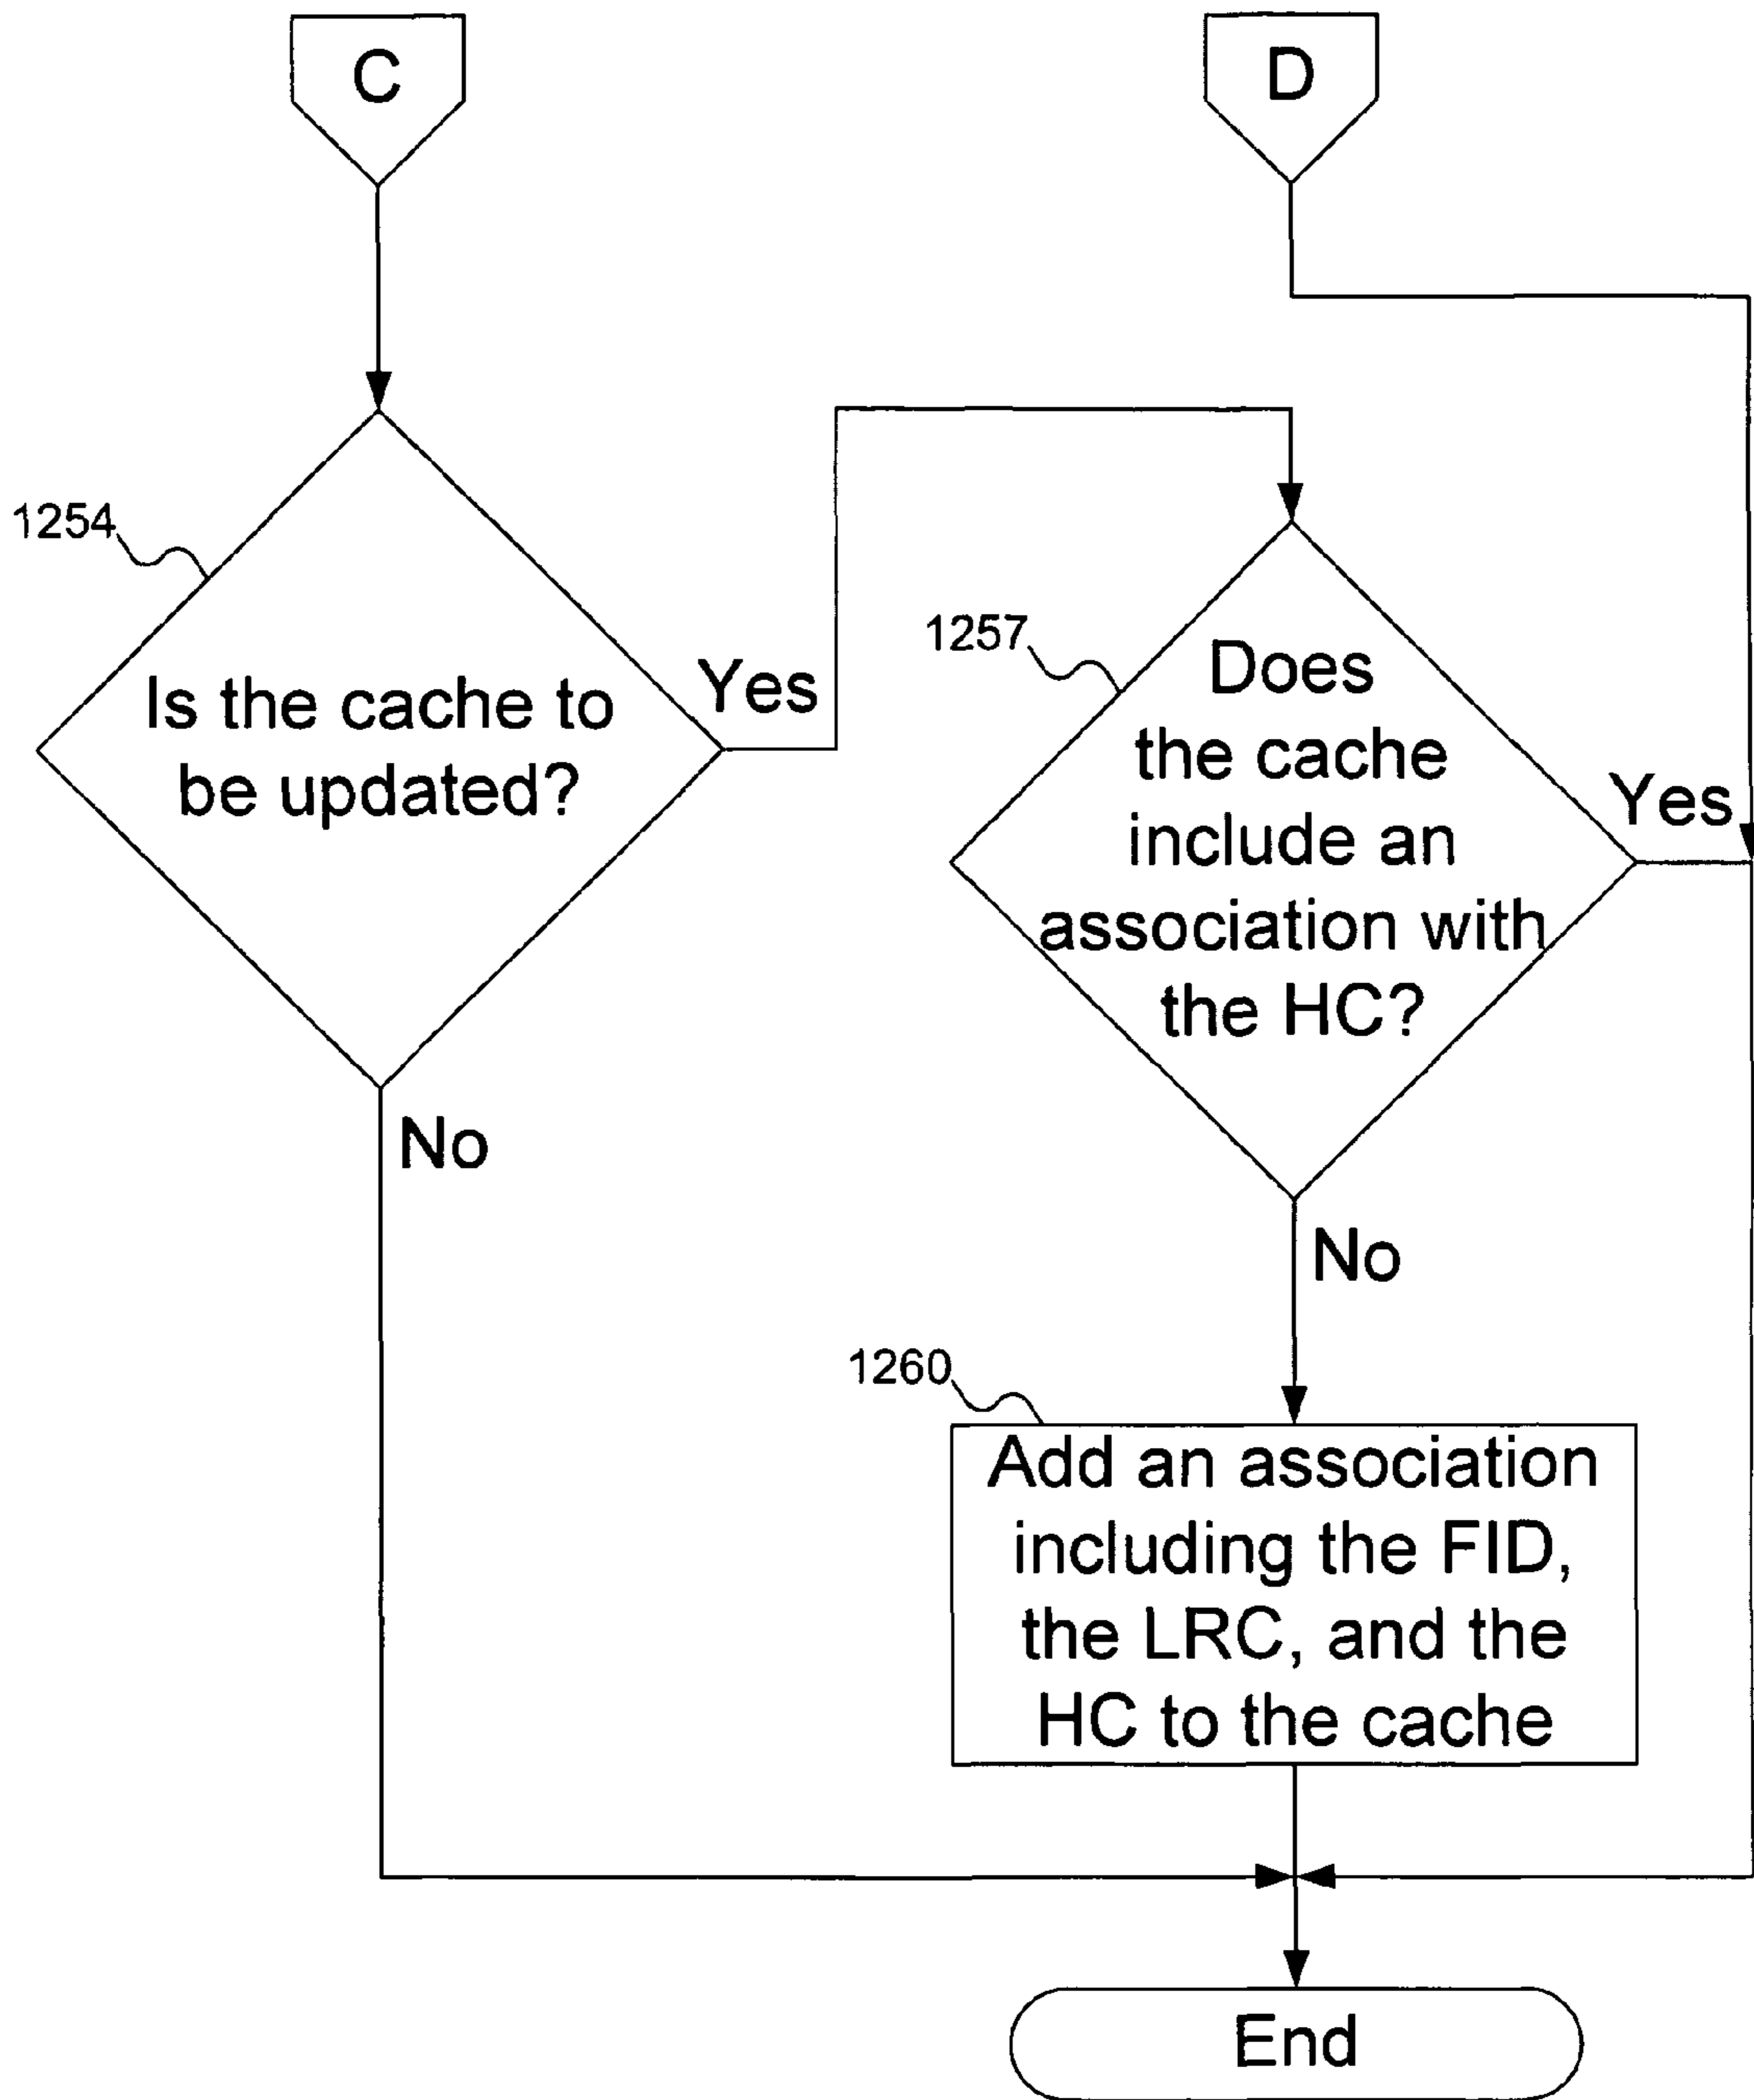 C
D
1254
Is the cache to
be updated?
Yes
1257
Does
the cache
include an
association with
the HC?
Yes
No
No
1260
Add an association
including the FID,
the LRC, and the
HC to the cache
End